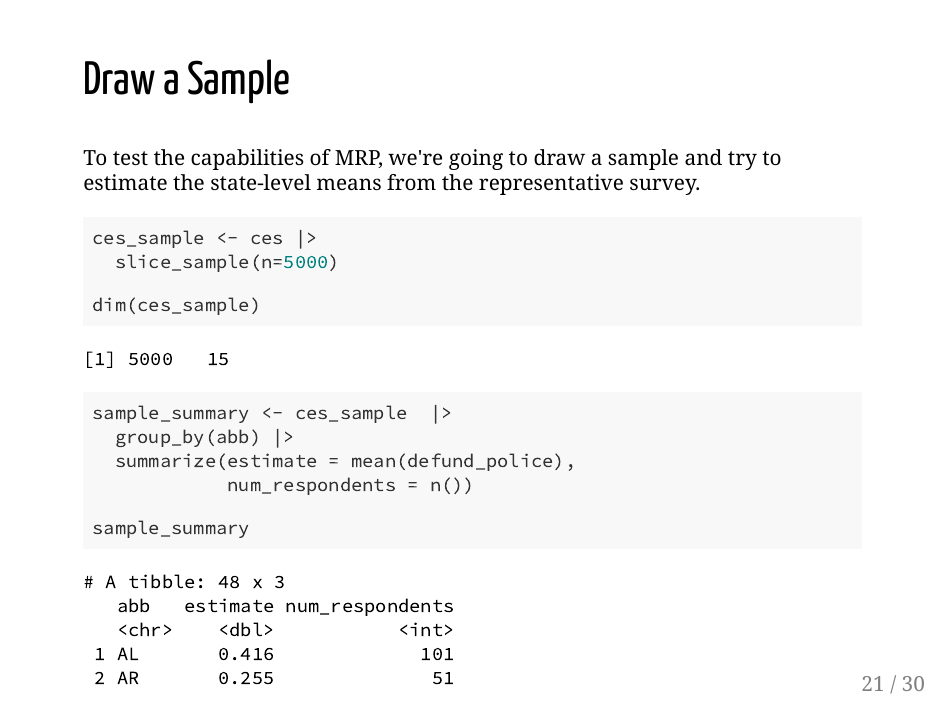 Draw a Sample
To test the capabilities of MRP, we're going to draw a sample and try to
estimate the state-level means from the representative survey.
ces_sample <- ces |>
  slice_sample(n=5000)
dim(ces_sample)
[1] 5000   15
sample_summary <- ces_sample  |>
  group_by(abb) |>
  summarize(estimate = mean(defund_police),
            num_respondents = n())
sample_summary
# A tibble: 48 x 3
   abb   estimate num_respondents
   <chr>    <dbl>           <int>
 1 AL       0.416             101
 2 AR       0.255              51
21 / 30